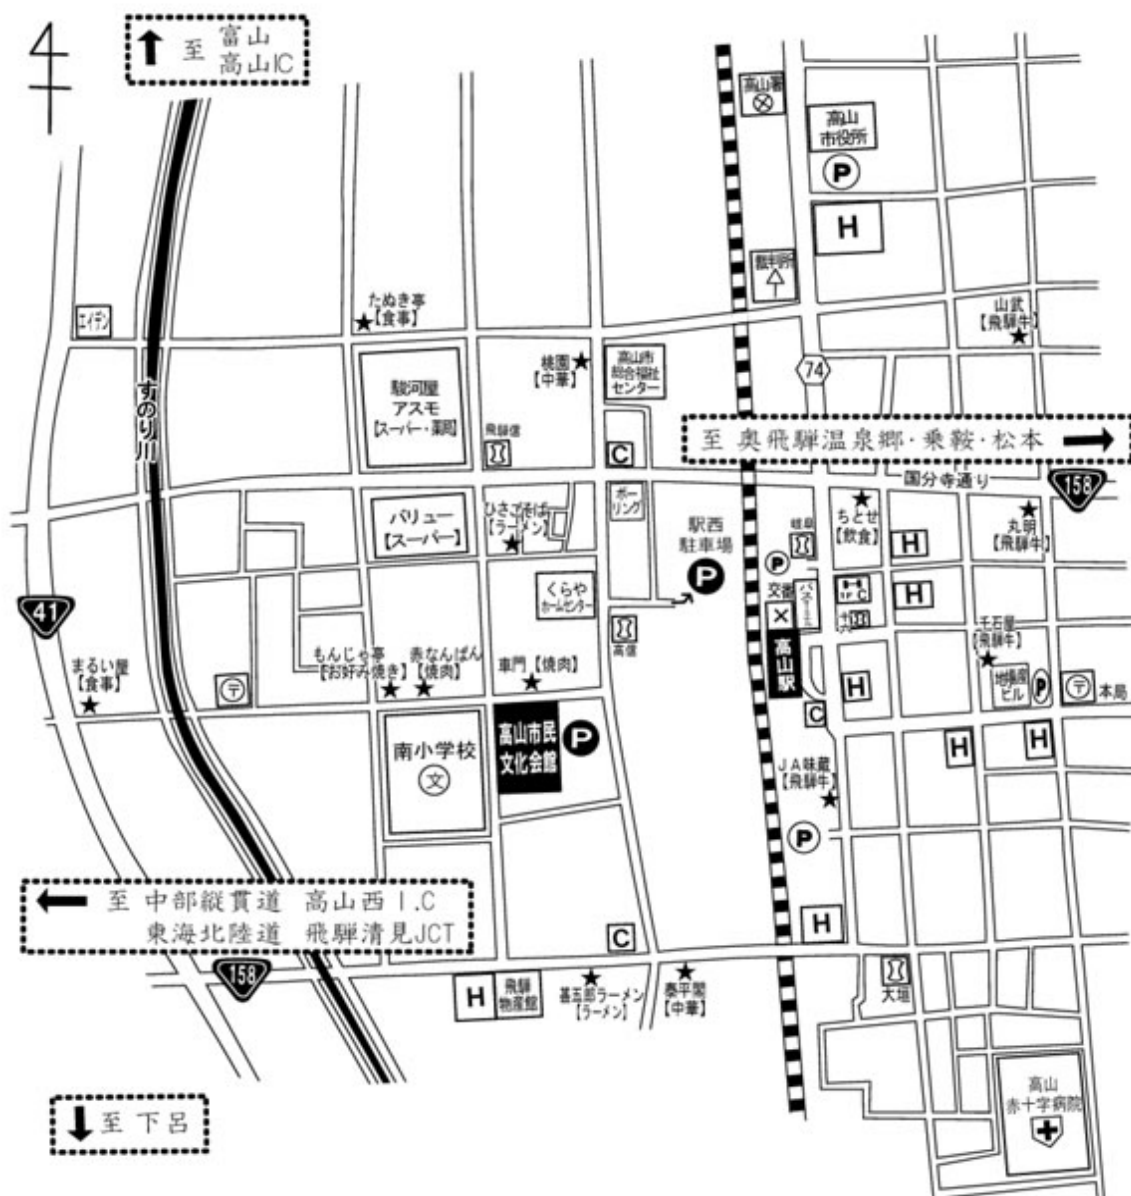 至 富山
高山IC
高山署
高山
市役所
P
H
裁判所
たぬき亭
【食事】
山武
【飛騨牛】
エイデン
桃園
【中華】
高山市
総合福祉
センター
74
すのり川
駿河屋
アスモ
【スーパー・薬局】
飛騨信
C
至 奥飛騨温泉郷・乗鞍・松本
国分寺通り
158
バリュー
【スーパー】
ひさごそば
【ラーメン】
ボー
リング
駅西
駐車場
P
岐阜
ちとせ
【飲食】
H
丸明
【飛騨牛】
P
交番
C
H
くらや
ホームセンター
高信
十六
41
まるい屋
【食事】
〒
もんじゃ亭
【お好み焼き】
赤なんばん
【焼肉】
車門【焼肉】
高山駅
H
千石屋
【飛騨牛】
地場産
ビル
P
〒
本局
C
南小学校
文
高山市民
文化会館
P
H
H
JA味蔵
【飛騨牛】
P
至 中部縦貫道 高山西I.C
東海北陸道 飛騨清見JCT
158
C
H
H
飛騨
物産館
甚五郎ラーメン
【ラーメン】
泰平閣
【中華】
大垣
至 下呂
高山
赤十字病院